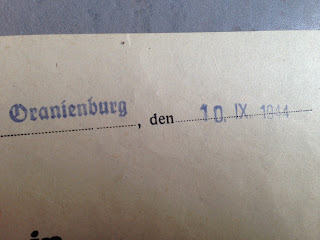 Oranienburg, den 10. IX. 1944